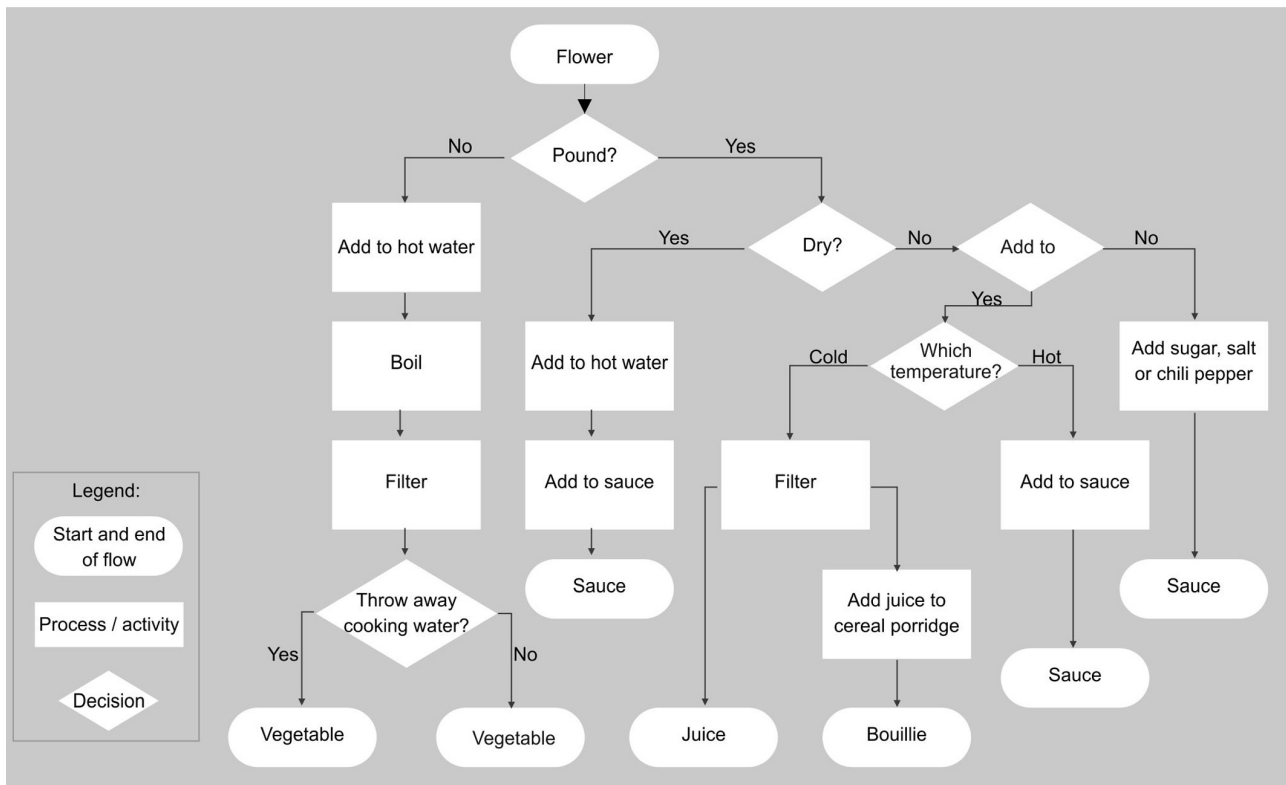 Flower
Pound?
No
Yes
Add to hot water
Boil
Filter
Throw away
cooking water?
Yes
No
Vegetable
Vegetable
Dry?
Yes
No
Add to hot water
Add to sauce
Sauce
Add to
Yes
No
Which
temperature?
Cold
Hot
Filter
Juice
Add juice to
cereal porridge
Bouillie
Add to sauce
Sauce
Add sugar, salt
or chili pepper
Sauce
Legend:
Start and end
of flow
Process / activity
Decision